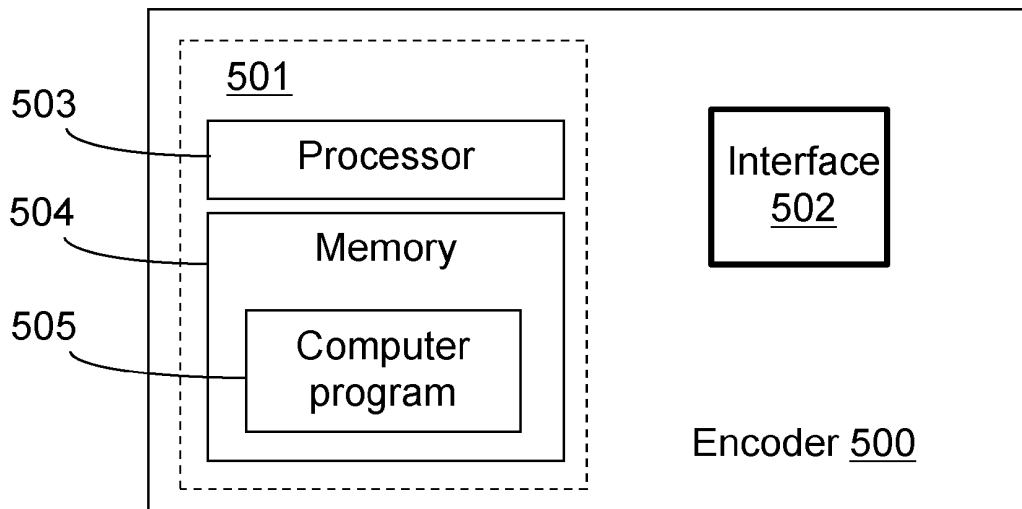 501
503
Processor
Interface
502
504
Memory
505
Computer
program
Encoder 500